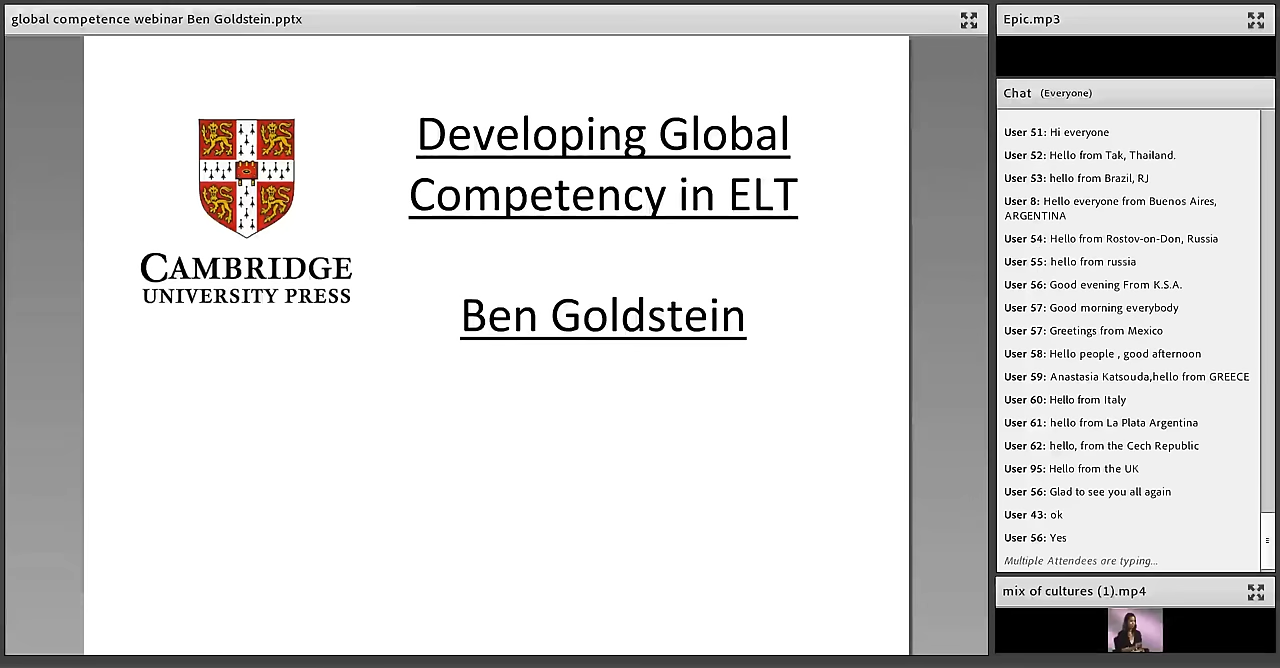 global competence webinar Ben Goldstein.pptx
Developing Global
Competency in ELT
CAMBRIDGE
UNIVERSITY PRESS
Ben Goldstein
Epic.mp3
Chat (Everyone)
User 51: Hi everyone
User 52: Hello from Tak, Thailand.
User 53: hello from Brazil, RJ
User 8: Hello everyone from Buenos Aires,
ARGENTINA
User 54: Hello from Rostov-on-Don, Russia
User 55: hello from russia
User 56: Good evening From K.S.A.
User 57: Good morning everybody
User 57: Greetings from Mexico
User 58: Hello people , good afternoon
User 59: Anastasia Katsouda,hello from GREECE
User 60: Hello from Italy
User 61: hello from La Plata Argentina
User 62: hello, from the Cech Republic
User 95: Hello from the UK
User 56: Glad to see you all again
User 43: ok
User 56: Yes
Multiple Attendees are typing...
mix of cultures (1).mp4